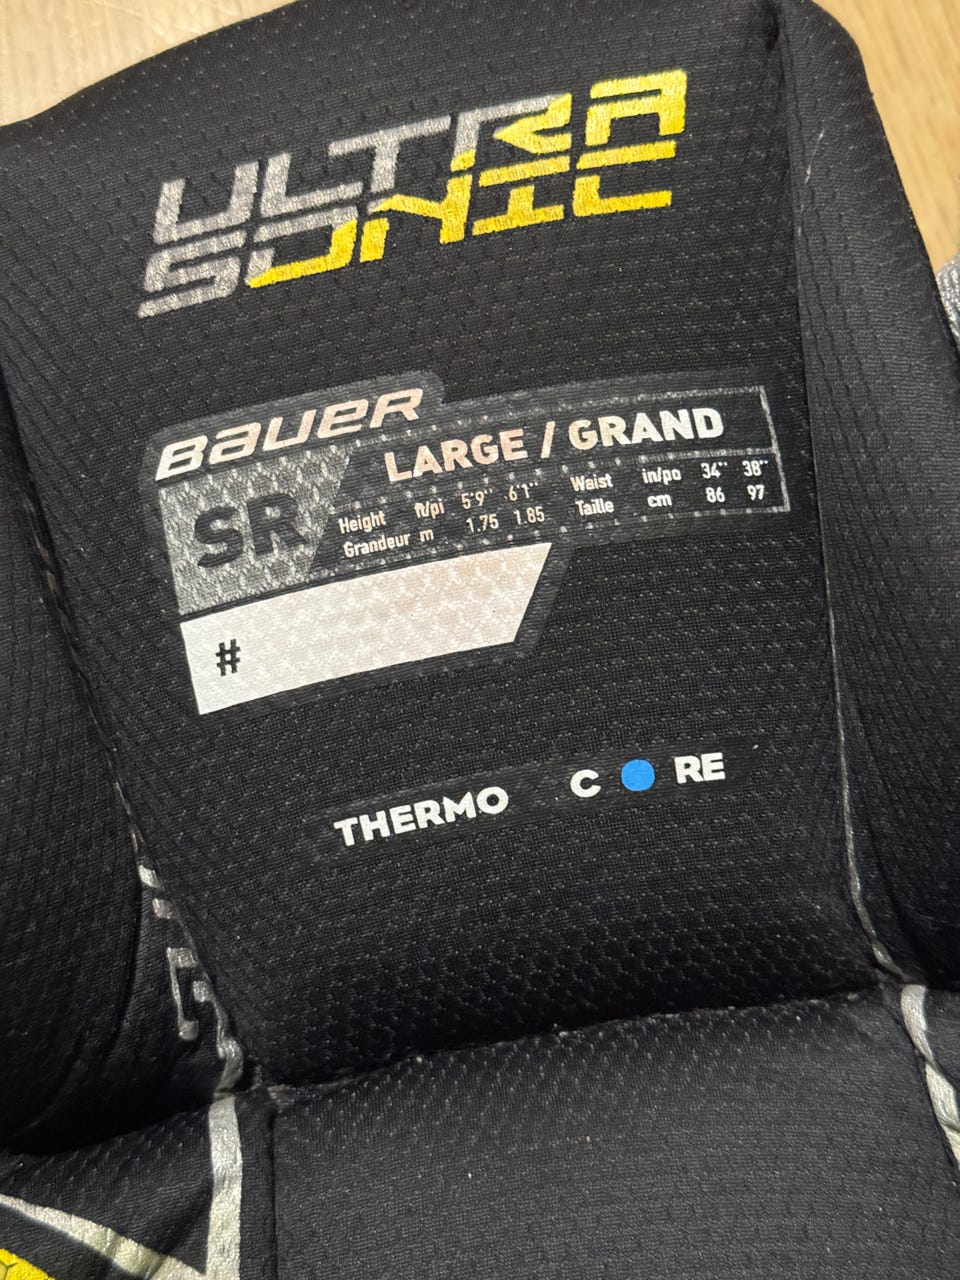 ULTRA
SONIC
BAUER
SR
LARGE / GRAND
Height ft/pi 5'9'' 6'1'' Waist in/po 34'' 38''
Grandeur m 1.75 1.85 Taille cm 86 97
#
THERMO CORE